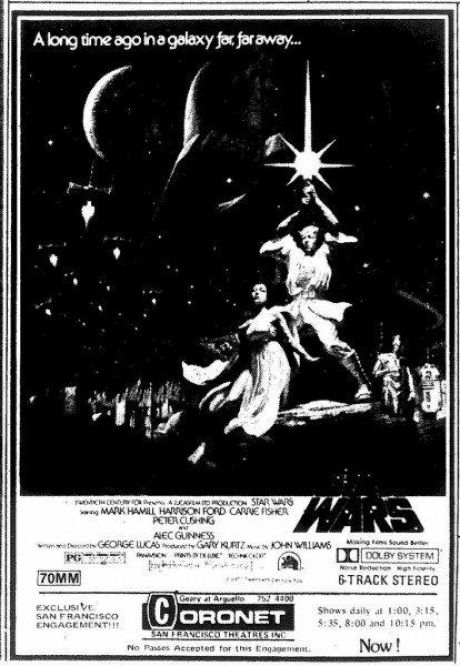 A long time ago in a galaxy far, far away...
TWENTIETH CENTURY-FOX Presents A LUCASFILM LTD PRODUCTION STAR WARS
Starring MARK HAMILL HARRISON FORD CARRIE FISHER
PETER CUSHING
and
ALEC GUINNESS
Written and Directed by GEORGE LUCAS Produced by GARY KURTZ Music by JOHN WILLIAMS
PG PANAVISION PRINTS BY DE LUXE TECHNICOLOR
WARS
Making Films Sound Better
DOLBY SYSTEM
Noise Reduction High Fidelity
6-TRACK STEREO
1977 Twentieth Century-Fox
70MM
EXCLUSIVE
SAN FRANCISCO
ENGAGEMENT!!!
Geary at Arguello 752-4400
CORONET
SAN FRANCISCO THEATRES INC
No Passes Accepted for this Engagement.
Shows daily at 1:00, 3:15,
5:35, 8:00 and 10:15 pm.
Now!